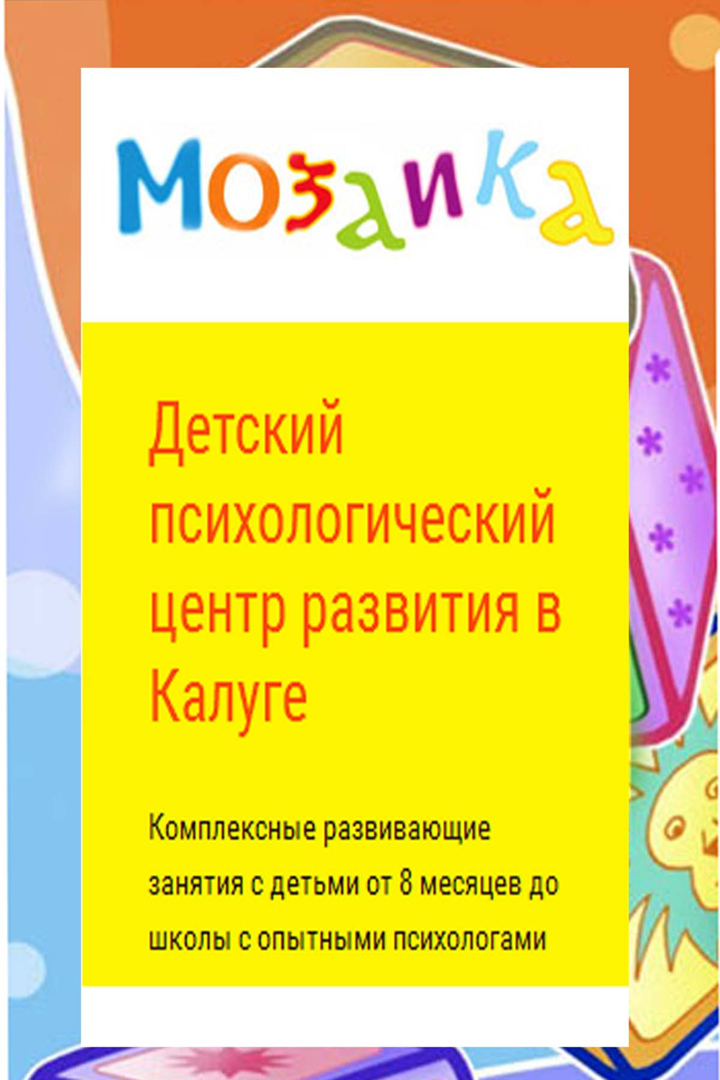 Мозаика
Детский
психологический
центр развития в
Калуге
Комплексные развивающие
занятия с детьми от 8 месяцев до
школы с опытными психологами